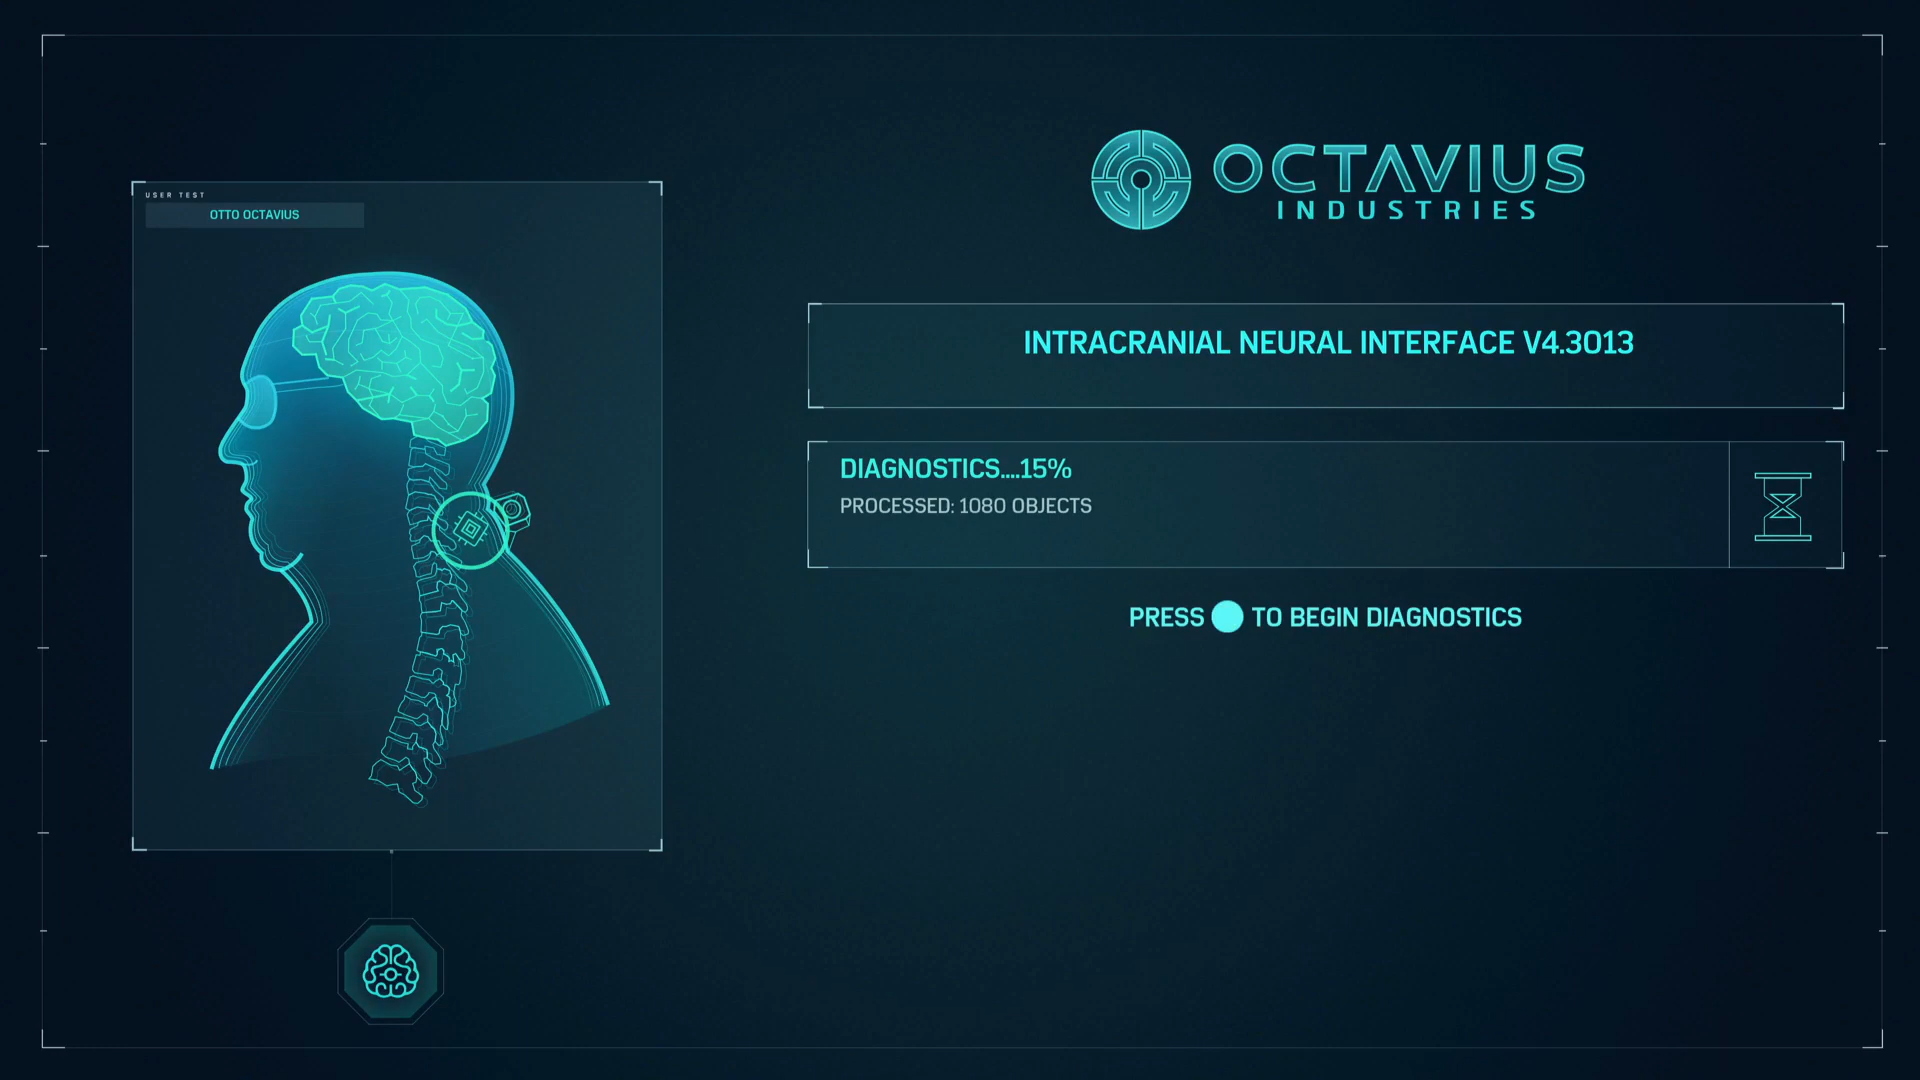 USER TEST
OTTO OCTAVIUS
OCTAVIUS
INDUSTRIES
INTRACRANIAL NEURAL INTERFACE V4.3013
DIAGNOSTICS....15%
PROCESSED: 1080 OBJECTS
PRESS TO BEGIN DIAGNOSTICS